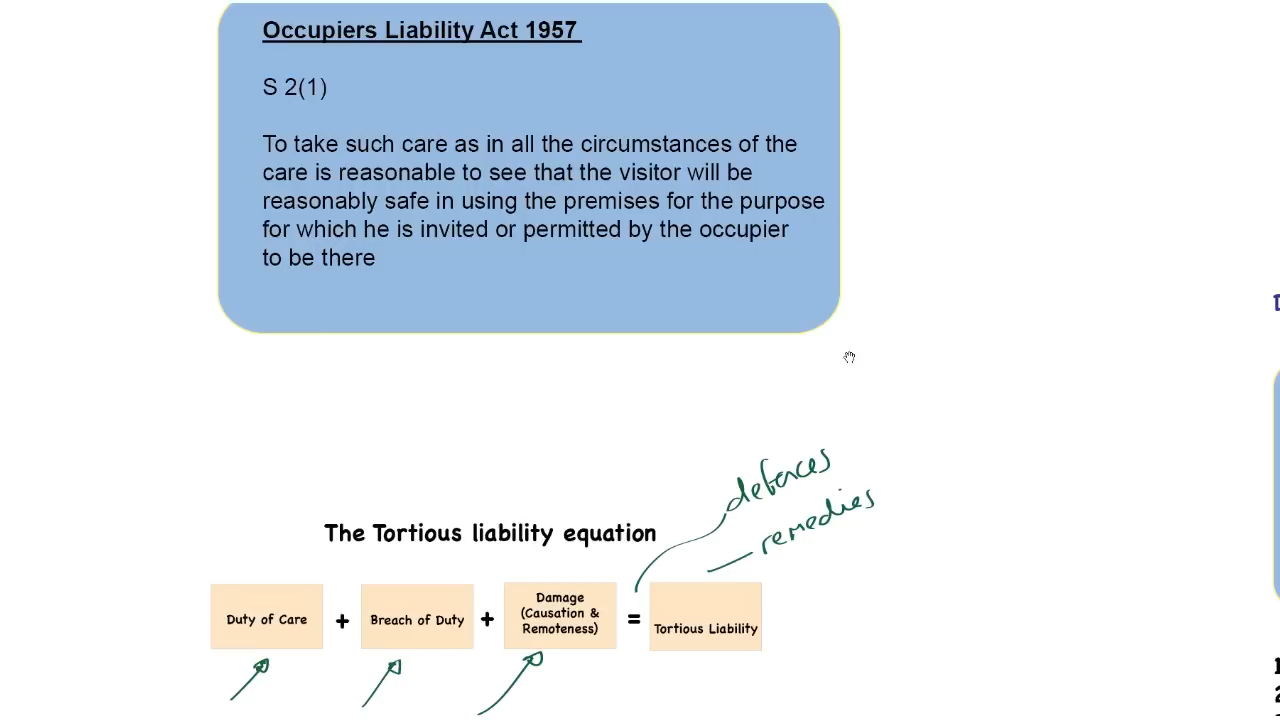 Occupiers Liability Act 1957
S 2(1)
To take such care as in all the circumstances of the
care is reasonable to see that the visitor will be
reasonably safe in using the premises for the purpose
for which he is invited or permitted by the occupier
to be there
defences
remedies
The Tortious liability equation
Duty of Care
+
Breach of Duty
+
Damage
(Causation &
Remoteness)
=
Tortious Liability